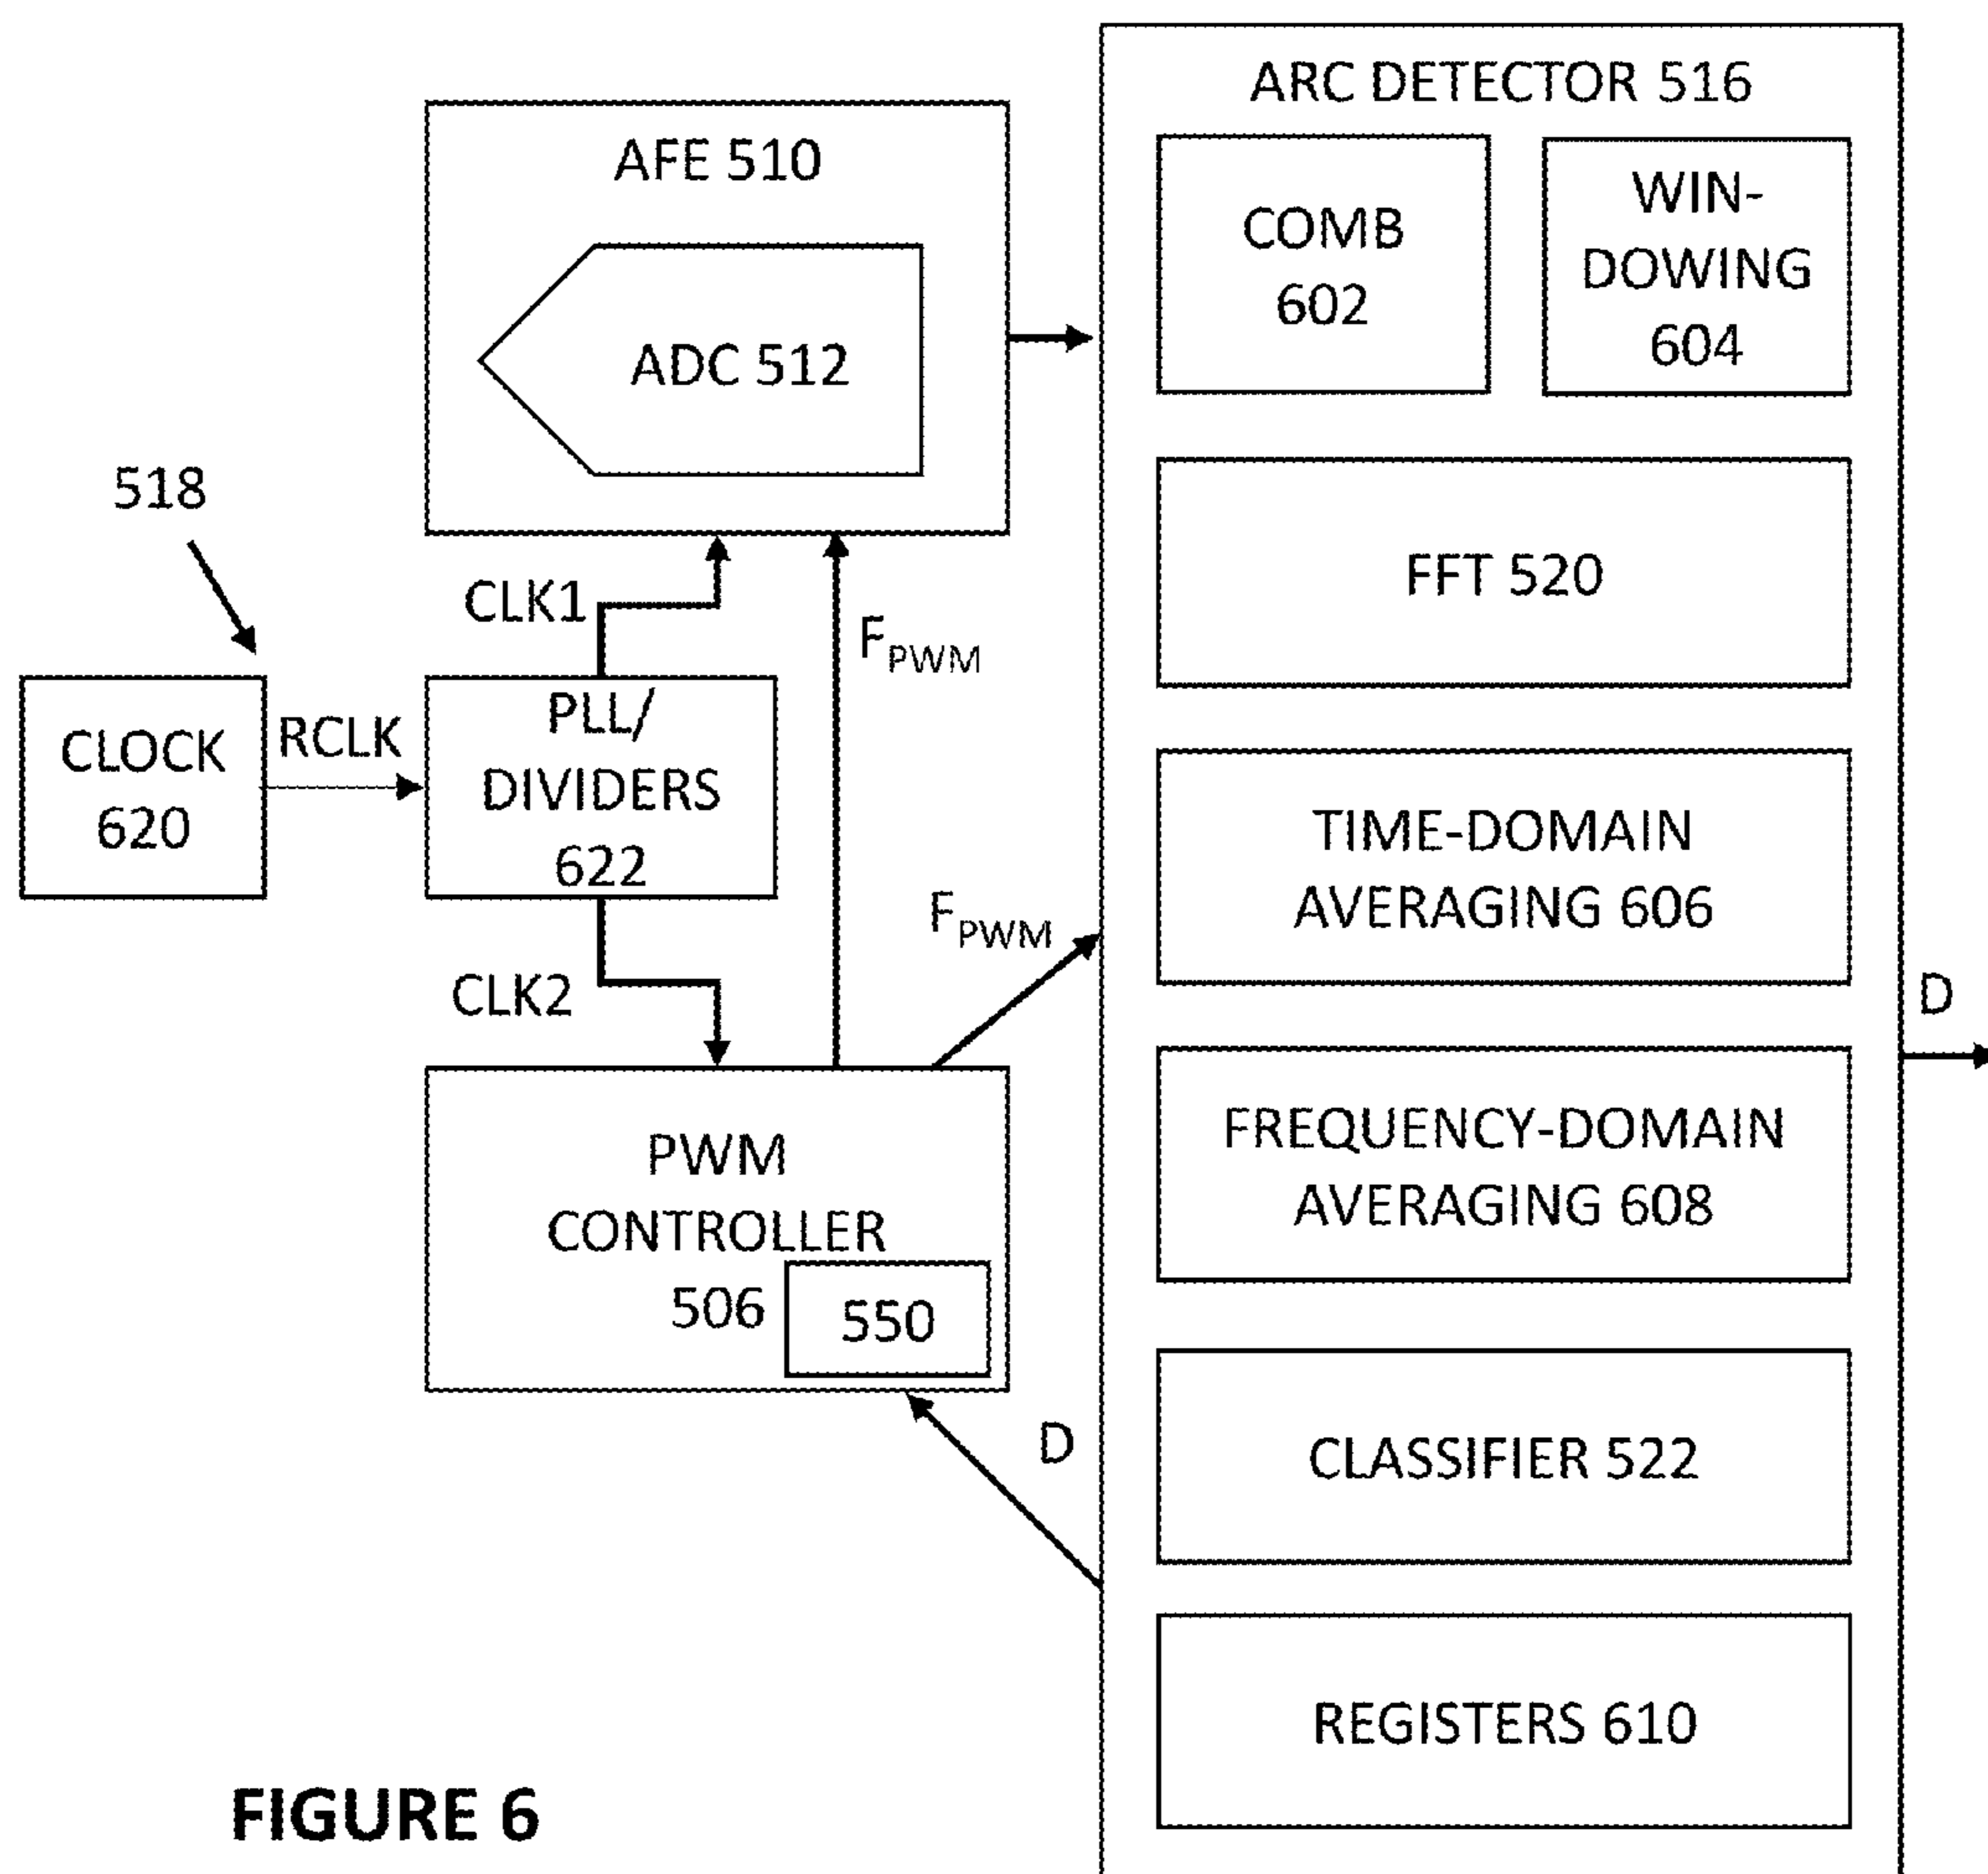 ARC DETECTOR 516
AFE 510
ADC 512
COMB
602
WIN-
DOWING
604
FFT 520
518
CLK1
F_PWM
CLOCK
620
RCLK
PLL/
DIVIDERS
622
TIME-DOMAIN
AVERAGING 606
F_PWM
CLK2
D
PWM
CONTROLLER
506
550
FREQUENCY-DOMAIN
AVERAGING 608
D
CLASSIFIER 522
REGISTERS 610
FIGURE 6